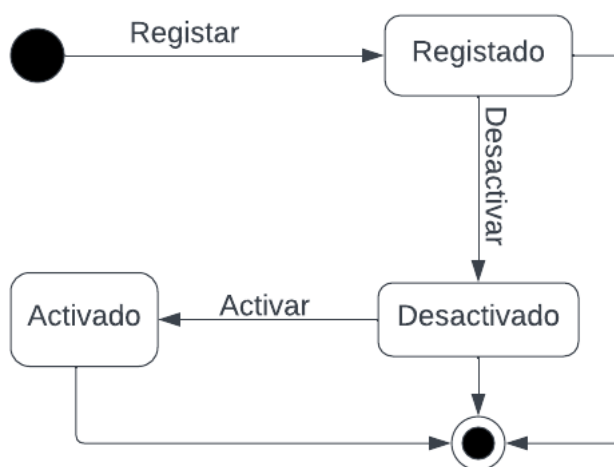 Registar
Registado
Desactivar
Activado
Activar
Desactivado